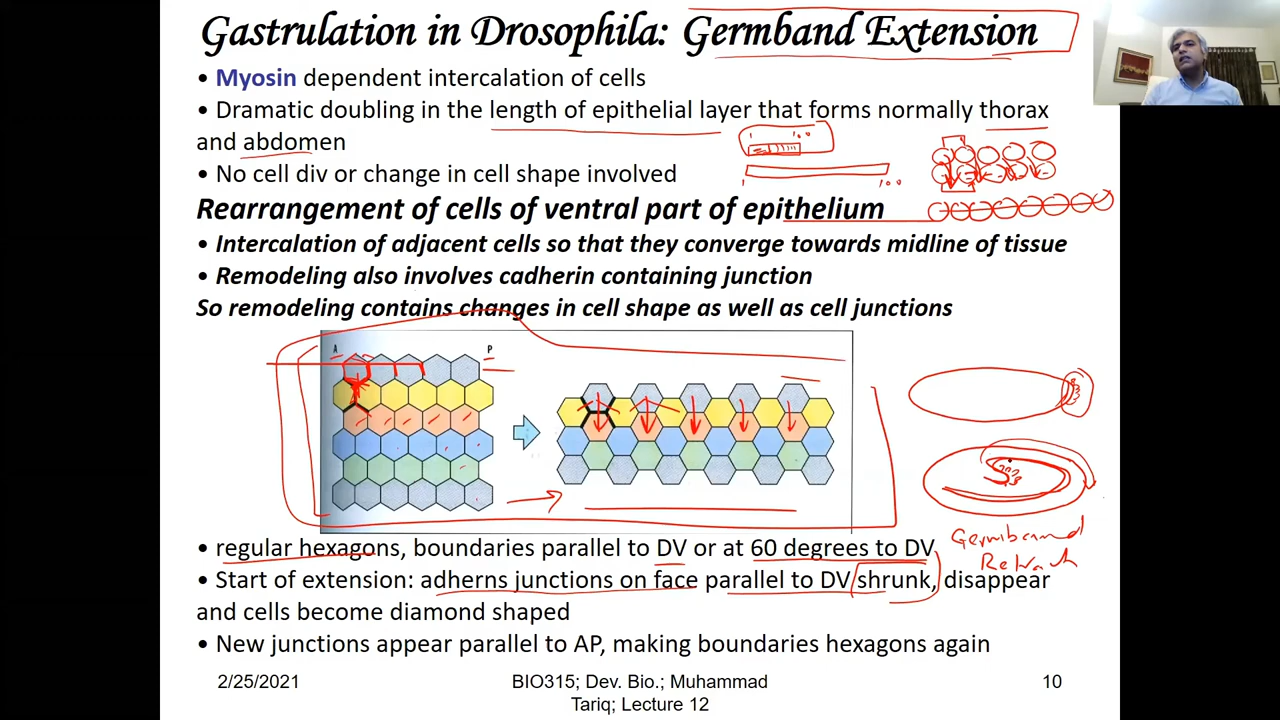 Gastrulation in Drosophila: Germband Extension
• Myosin dependent intercalation of cells
• Dramatic doubling in the length of epithelial layer that forms normally thorax
and abdomen
1 100
• No cell div or change in cell shape involved
1 100
Rearrangement of cells of ventral part of epithelium
• Intercalation of adjacent cells so that they converge towards midline of tissue
• Remodeling also involves cadherin containing junction
So remodeling contains changes in cell shape as well as cell junctions
A P
• regular hexagons, boundaries parallel to DV or at 60 degrees to DV
Germband
• Start of extension: adherns junctions on face parallel to DV shrunk, disappear
and cells become diamond shaped
• New junctions appear parallel to AP, making boundaries hexagons again
2/25/2021
BIO315; Dev. Bio.; Muhammad
Tariq; Lecture 12
10